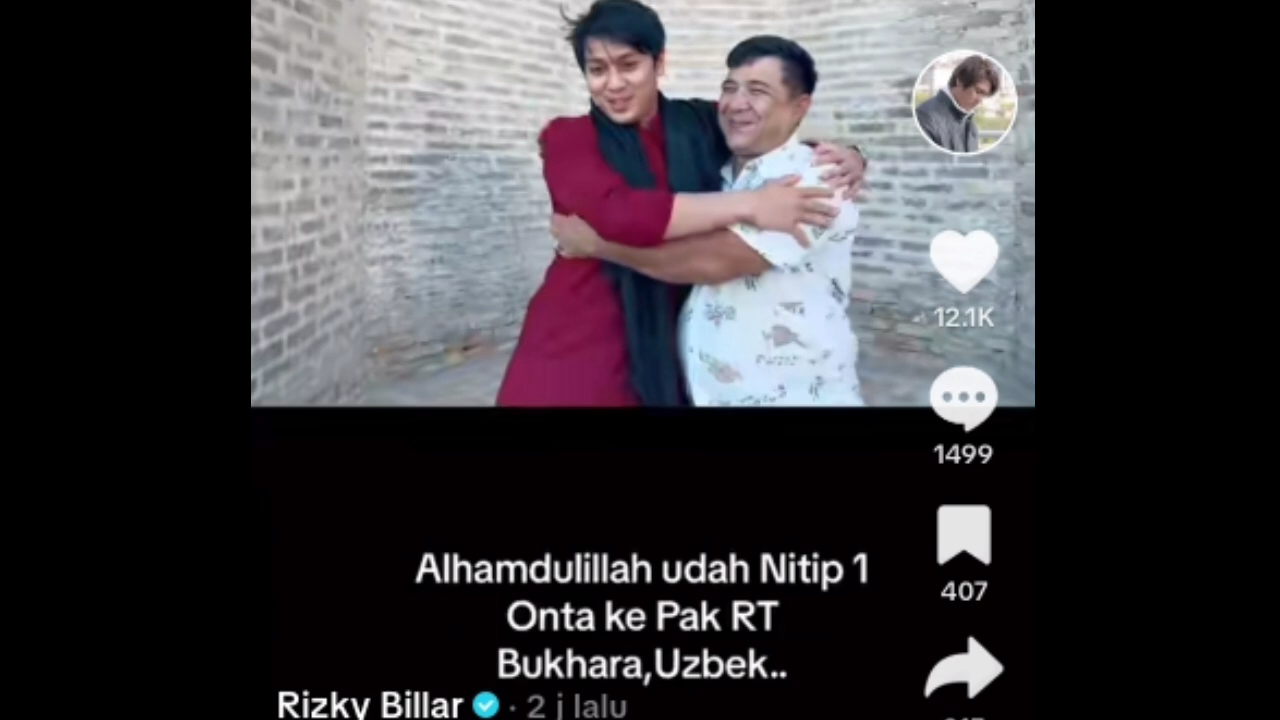 12.1K
1499
407
Alhamdulillah udah Nitip 1
Onta ke Pak RT
Bukhara,Uzbek..
Rizky Billar · 2 j lalu